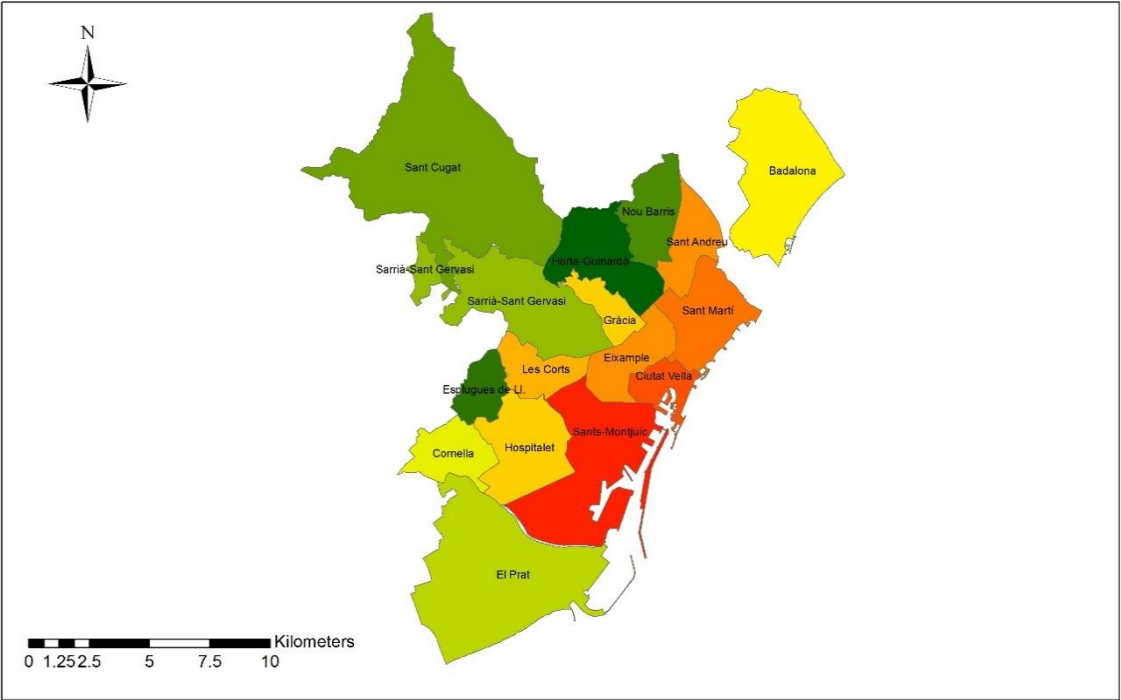 N
Sant Cugat
Badalona
Nou Barris
Sant Andreu
Horta-Guinardó
Sarrià-Sant Gervasi
Sarrià-Sant Gervasi
Sant Martí
Gràcia
Eixample
Les Corts
Ciutat Vella
Esplugues de Ll.
Sants-Montjuïc
Hospitalet
Cornella
El Prat
Kilometers
0 1.25 2.5 5 7.5 10